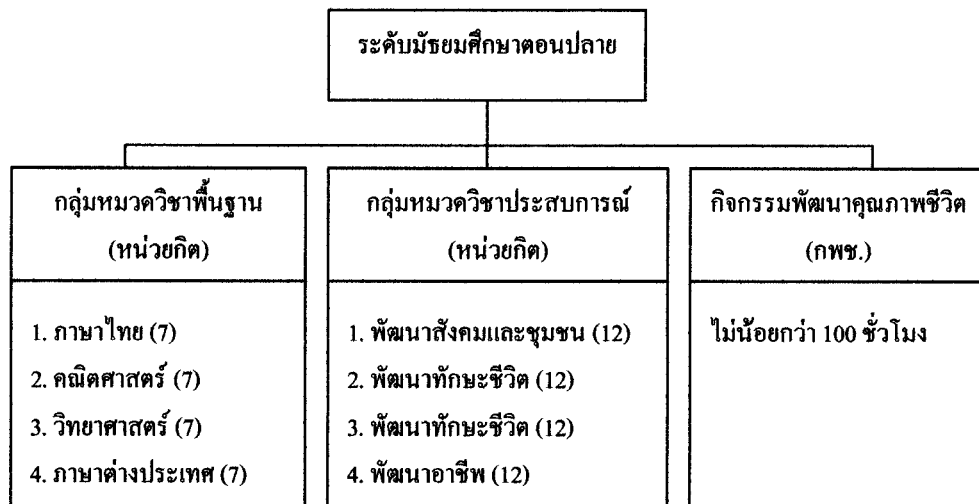 ระดับมัธยมศึกษาตอนปลาย
กลุ่มหมวดวิชาพื้นฐาน
(หน่วยกิต)
1. ภาษาไทย (7)
2. คณิตศาสตร์ (7)
3. วิทยาศาสตร์ (7)
4. ภาษาต่างประเทศ (7)
กลุ่มหมวดวิชาประสบการณ์
(หน่วยกิต)
1. พัฒนาสังคมและชุมชน (12)
2. พัฒนาทักษะชีวิต (12)
3. พัฒนาทักษะชีวิต (12)
4. พัฒนาอาชีพ (12)
กิจกรรมพัฒนาคุณภาพชีวิต
(กพช.)
ไม่น้อยกว่า 100 ชั่วโมง